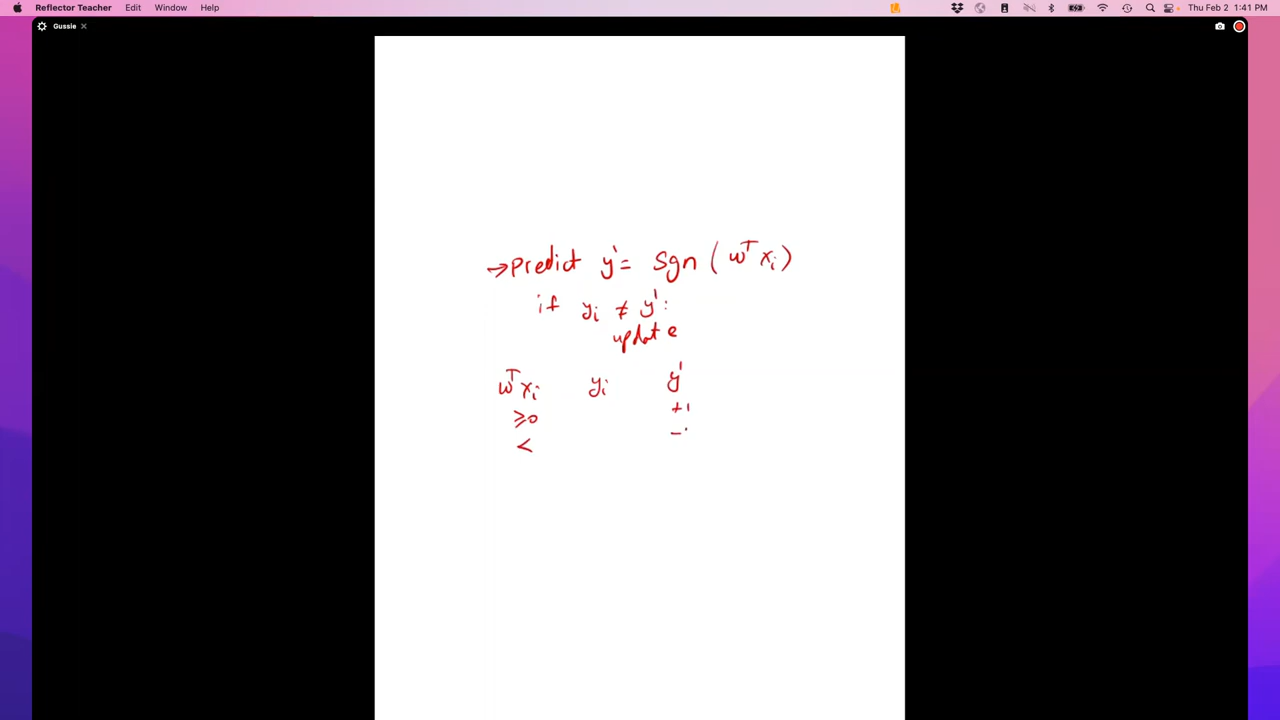 Reflector Teacher Edit Window Help Thu Feb 2 1:41 PM
Gussie
→ Predict y' = sgn (wᵀxᵢ)
if yᵢ ≠ y':
update
wᵀxᵢ yᵢ y'
≥0 +1
< -